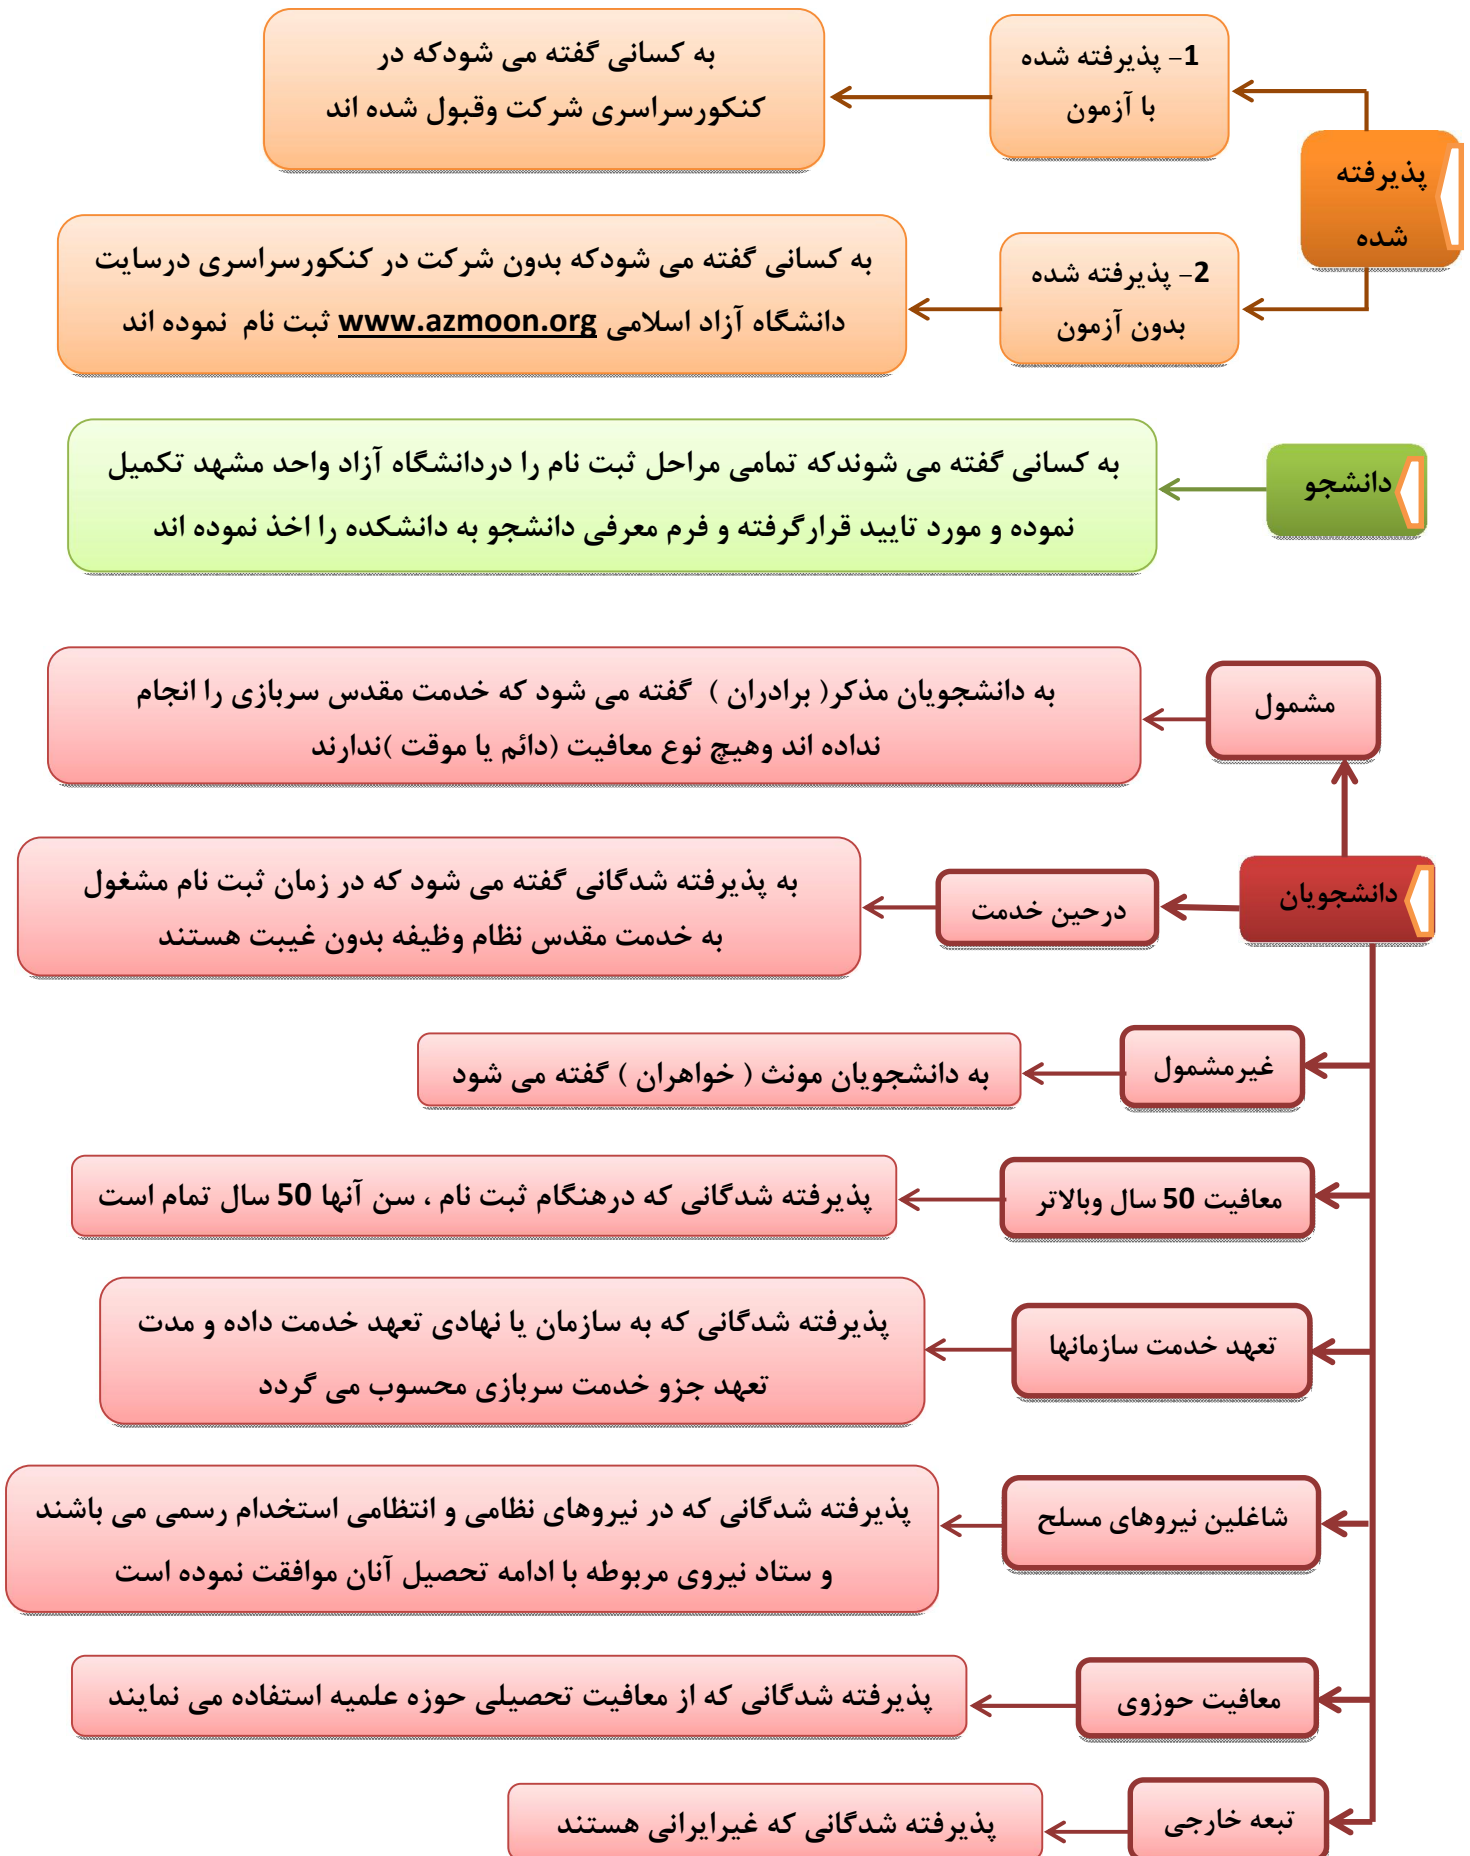 پذیرفته
شده
1- پذیرفته شده
با آزمون
به کسانی گفته می شودکه در
کنکورسراسری شرکت وقبول شده اند
2- پذیرفته شده
بدون آزمون
به کسانی گفته می شودکه بدون شرکت در کنکورسراسری درسایت
دانشگاه آزاد اسلامی www.azmoon.org ثبت نام نموده اند
دانشجو
به کسانی گفته می شوندکه تمامی مراحل ثبت نام را دردانشگاه آزاد واحد مشهد تکمیل
نموده و مورد تایید قرارگرفته و فرم معرفی دانشجو به دانشکده را اخذ نموده اند
دانشجویان
مشمول
به دانشجویان مذکر( برادران ) گفته می شود که خدمت مقدس سربازی را انجام
نداده اند وهیچ نوع معافیت (دائم یا موقت )ندارند
درحین خدمت
به پذیرفته شدگانی گفته می شود که در زمان ثبت نام مشغول
به خدمت مقدس نظام وظیفه بدون غیبت هستند
غیرمشمول
به دانشجویان مونث ( خواهران ) گفته می شود
معافیت 50 سال وبالاتر
پذیرفته شدگانی که درهنگام ثبت نام ، سن آنها 50 سال تمام است
تعهد خدمت سازمانها
پذیرفته شدگانی که به سازمان یا نهادی تعهد خدمت داده و مدت
تعهد جزو خدمت سربازی محسوب می گردد
شاغلین نیروهای مسلح
پذیرفته شدگانی که در نیروهای نظامی و انتظامی استخدام رسمی می باشند
و ستاد نیروی مربوطه با ادامه تحصیل آنان موافقت نموده است
معافیت حوزوی
پذیرفته شدگانی که از معافیت تحصیلی حوزه علمیه استفاده می نمایند
تبعه خارجی
پذیرفته شدگانی که غیرایرانی هستند